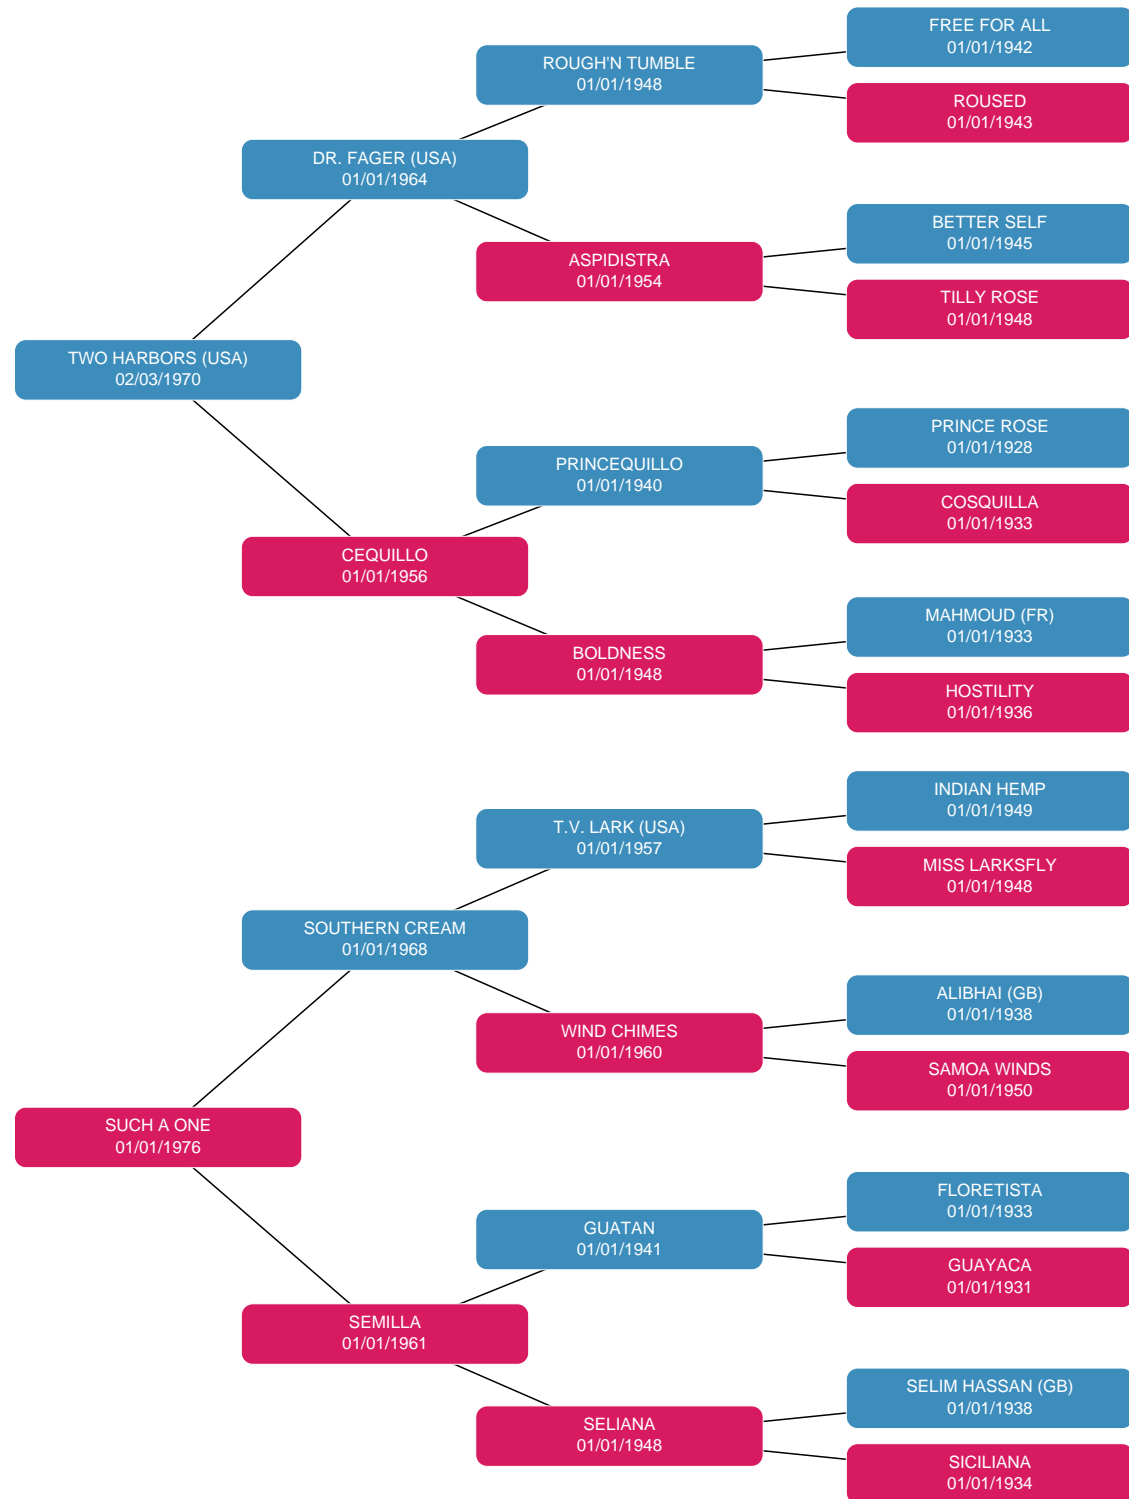 FREE FOR ALL
01/01/1942
ROUGH'N TUMBLE
01/01/1948
ROUSED
01/01/1943
DR. FAGER (USA)
01/01/1964
BETTER SELF
01/01/1945
ASPIDISTRA
01/01/1954
TILLY ROSE
01/01/1948
TWO HARBORS (USA)
02/03/1970
PRINCE ROSE
01/01/1928
PRINCEQUILLO
01/01/1940
COSQUILLA
01/01/1933
CEQUILLO
01/01/1956
MAHMOUD (FR)
01/01/1933
BOLDNESS
01/01/1948
HOSTILITY
01/01/1936
INDIAN HEMP
01/01/1949
T.V. LARK (USA)
01/01/1957
MISS LARKSFLY
01/01/1948
SOUTHERN CREAM
01/01/1968
ALIBHAI (GB)
01/01/1938
WIND CHIMES
01/01/1960
SAMOA WINDS
01/01/1950
SUCH A ONE
01/01/1976
FLORETISTA
01/01/1933
GUATAN
01/01/1941
GUAYACA
01/01/1931
SEMILLA
01/01/1961
SELIM HASSAN (GB)
01/01/1938
SELIANA
01/01/1948
SICILIANA
01/01/1934